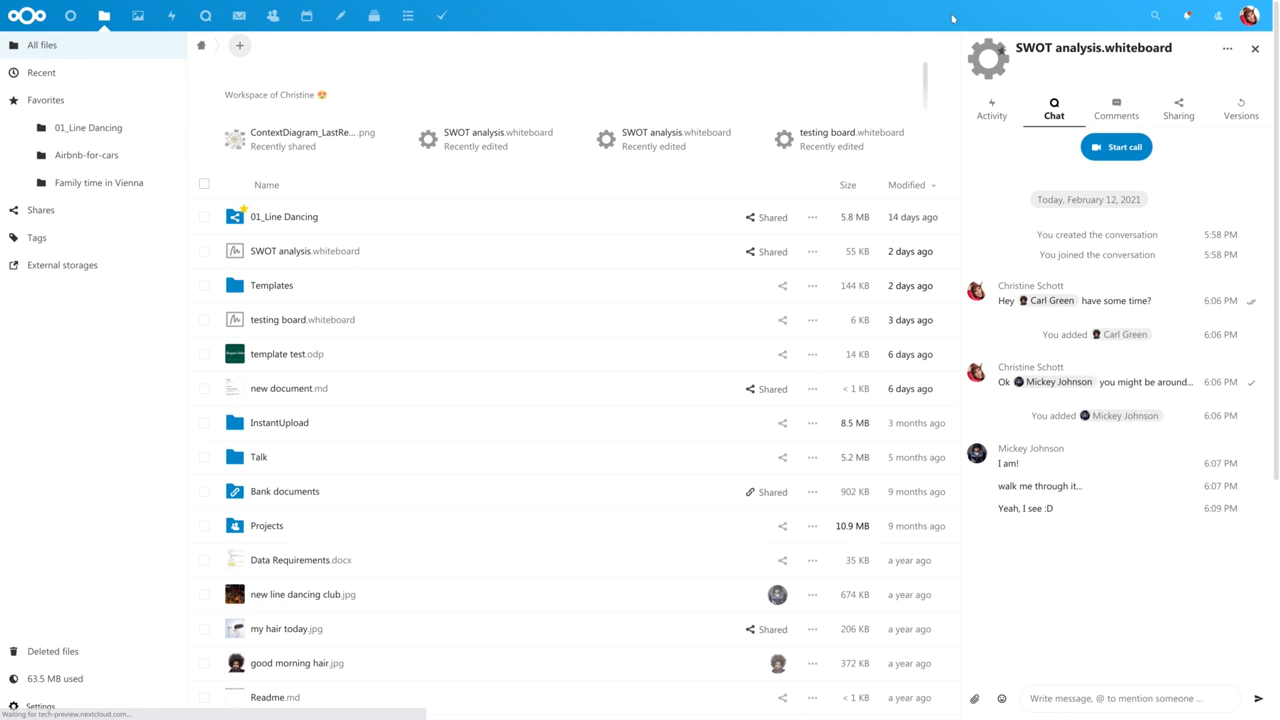 All files
Recent
Favorites
01_Line Dancing
Airbnb-for-cars
Family time in Vienna
Shares
Tags
External storages
Deleted files
63.5 MB used
Settings
Waiting for tech-preview.nextcloud.com...
Workspace of Christine 😍
ContextDiagram_LastRe... .png
Recently shared
SWOT analysis.whiteboard
Recently edited
SWOT analysis.whiteboard
Recently edited
testing board.whiteboard
Recently edited
Name Size Modified
01_Line Dancing Shared 5.8 MB 14 days ago
SWOT analysis.whiteboard Shared 55 KB 2 days ago
Templates 144 KB 2 days ago
testing board.whiteboard 6 KB 3 days ago
template test.odp 14 KB 6 days ago
new document.md Shared < 1 KB 6 days ago
InstantUpload 8.5 MB 3 months ago
Talk 5.2 MB 5 months ago
Bank documents Shared 902 KB 9 months ago
Projects 10.9 MB 9 months ago
Data Requirements.docx 35 KB a year ago
new line dancing club.jpg 674 KB a year ago
my hair today.jpg Shared 206 KB a year ago
good morning hair.jpg 372 KB a year ago
Readme.md < 1 KB a year ago
SWOT analysis.whiteboard
Activity Chat Comments Sharing Versions
Start call
Today, February 12, 2021
You created the conversation 5:58 PM
You joined the conversation 5:58 PM
Christine Schott
Hey Carl Green have some time? 6:06 PM
You added Carl Green 6:06 PM
Christine Schott
Ok Mickey Johnson you might be around... 6:06 PM
You added Mickey Johnson 6:06 PM
Mickey Johnson
I am! 6:07 PM
walk me through it... 6:07 PM
Yeah, I see :D 6:09 PM
Write message, @ to mention someone ...